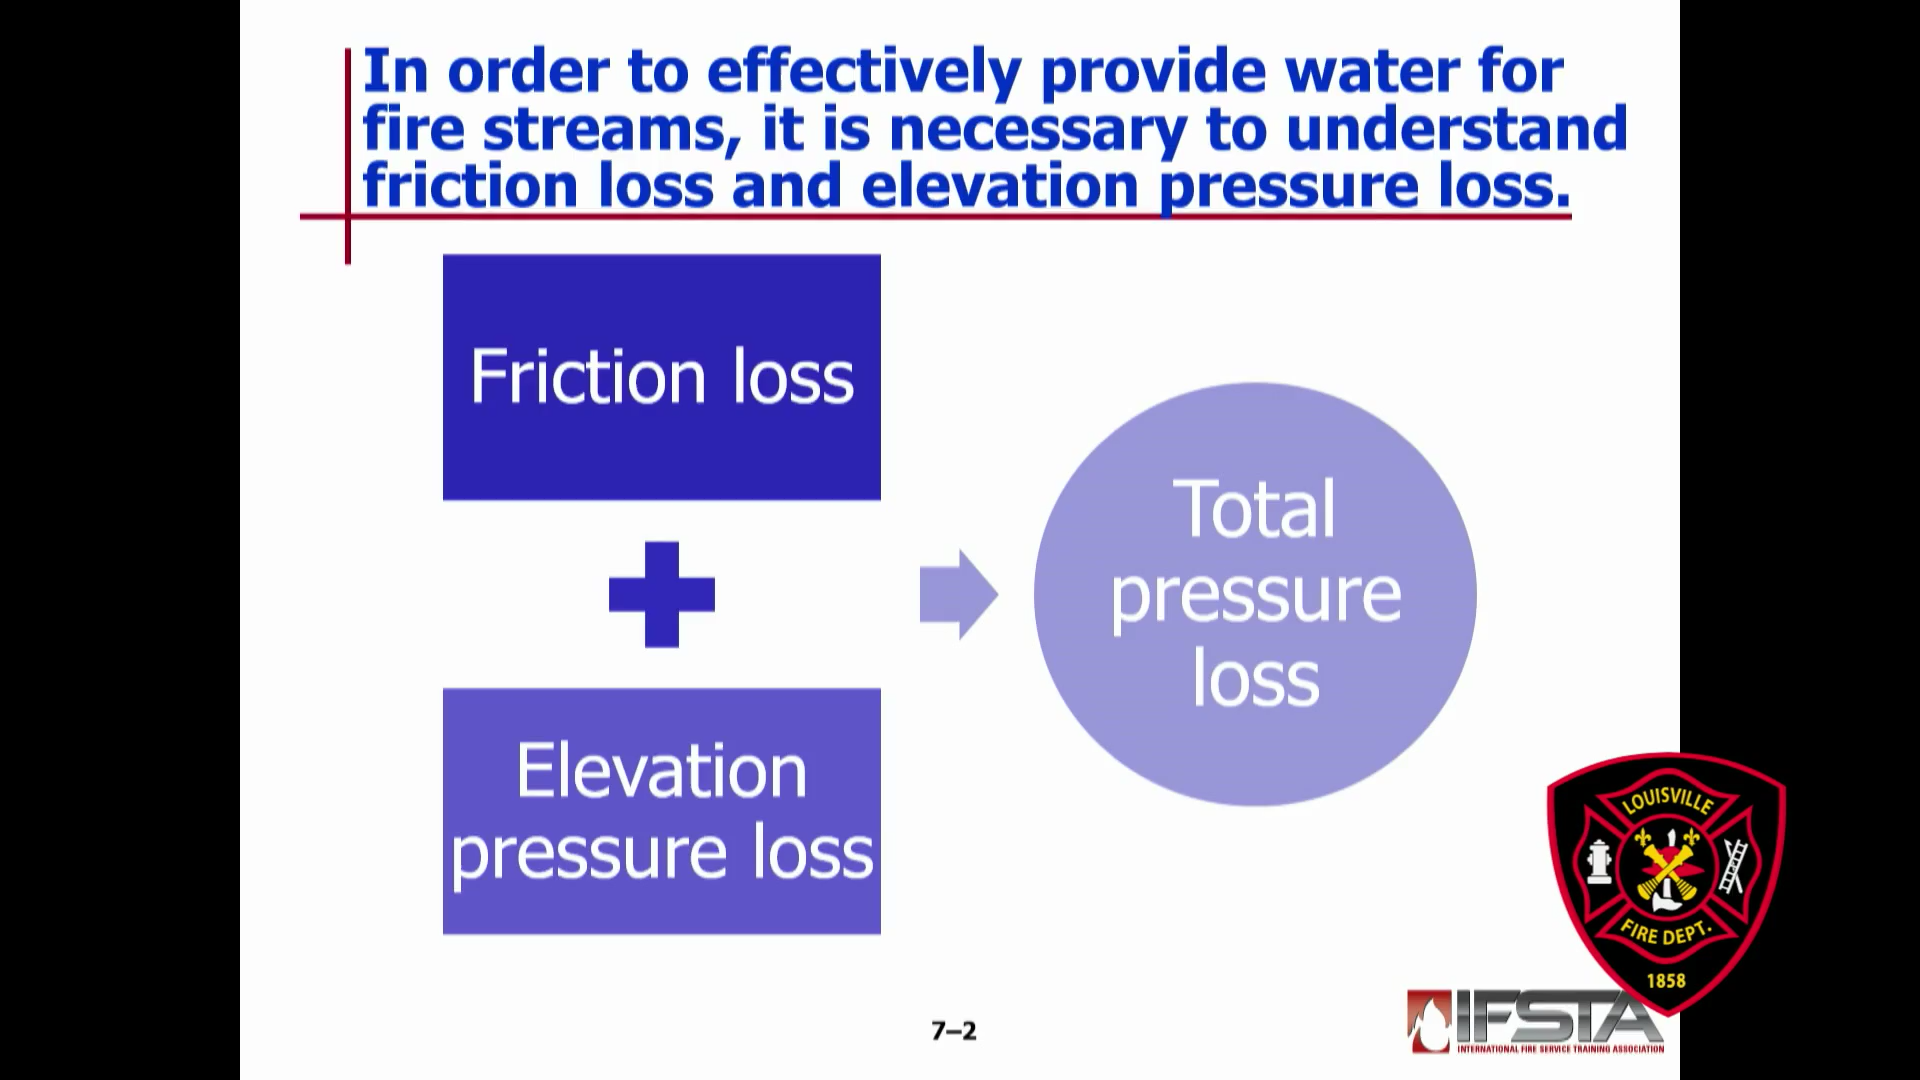 In order to effectively provide water for
fire streams, it is necessary to understand
friction loss and elevation pressure loss.
Friction loss
Elevation
pressure loss
Total
pressure
loss
LOUISVILLE
FIRE DEPT.
1858
7–2
IFSTA
INTERNATIONAL FIRE SERVICE TRAINING ASSOCIATION